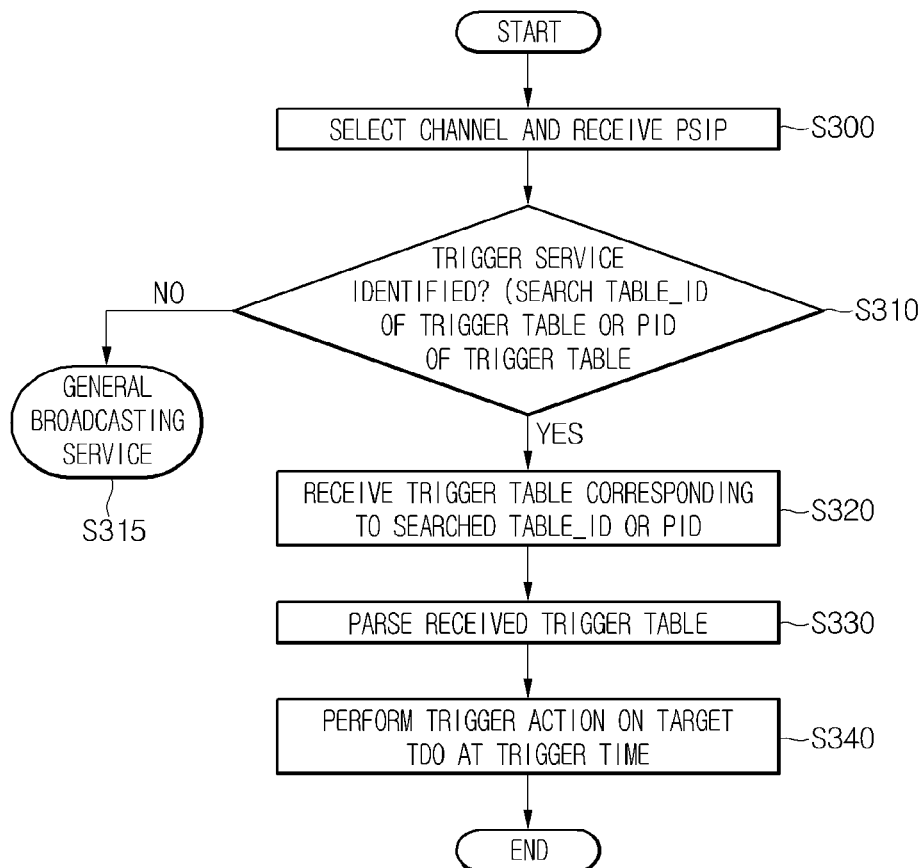 START
SELECT CHANNEL AND RECEIVE PSIP
S300
TRIGGER SERVICE
IDENTIFIED? (SEARCH TABLE_ID
OF TRIGGER TABLE OR PID
OF TRIGGER TABLE
S310
NO
GENERAL
BROADCASTING
SERVICE
S315
YES
RECEIVE TRIGGER TABLE CORRESPONDING
TO SEARCHED TABLE_ID OR PID
S320
PARSE RECEIVED TRIGGER TABLE
S330
PERFORM TRIGGER ACTION ON TARGET
TDO AT TRIGGER TIME
S340
END